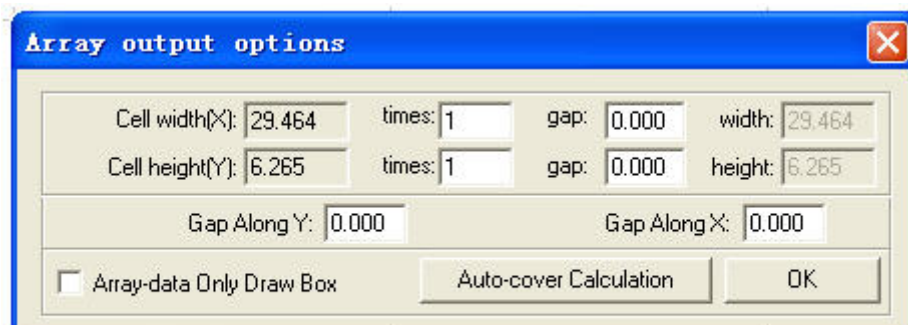 Array output options
Cell width(X): 29.464 times: 1 gap: 0.000 width: 29.464
Cell height(Y): 6.265 times: 1 gap: 0.000 height: 6.265
Gap Along Y: 0.000 Gap Along X: 0.000
Array-data Only Draw Box Auto-cover Calculation OK